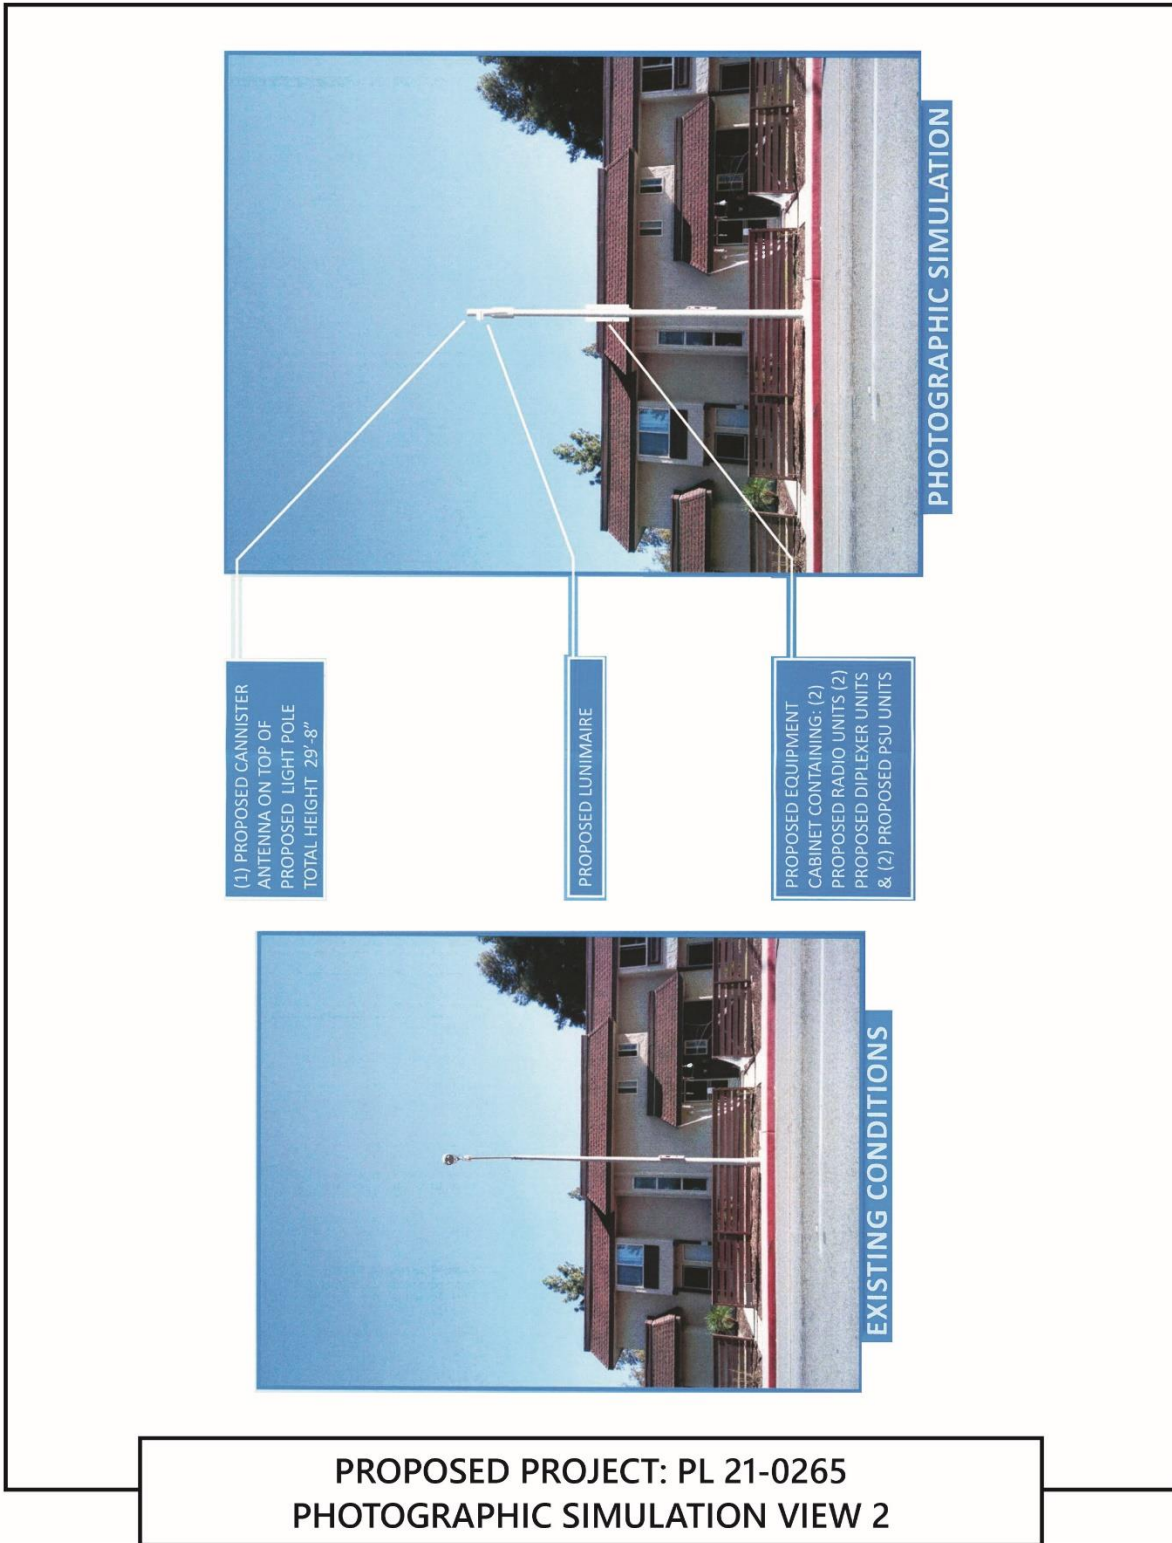 EXISTING CONDITIONS
(1) PROPOSED CANNISTER
ANTENNA ON TOP OF
PROPOSED LIGHT POLE
TOTAL HEIGHT 29'-8"
PROPOSED LUNIMAIRE
PROPOSED EQUIPMENT
CABINET CONTAINING: (2)
PROPOSED RADIO UNITS (2)
PROPOSED DIPLEXER UNITS
& (2) PROPOSED PSU UNITS
PHOTOGRAPHIC SIMULATION
PROPOSED PROJECT: PL 21-0265
PHOTOGRAPHIC SIMULATION VIEW 2